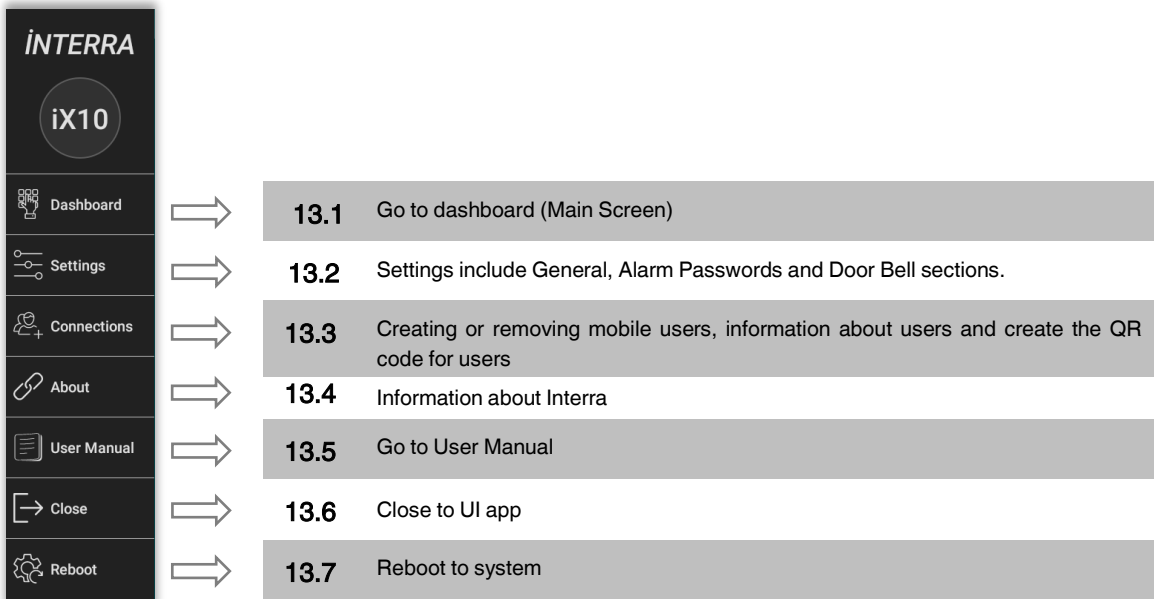 İNTERRA
iX10
Dashboard
13.1 Go to dashboard (Main Screen)
Settings
13.2 Settings include General, Alarm Passwords and Door Bell sections.
Connections
13.3 Creating or removing mobile users, information about users and create the QR
code for users
About
13.4 Information about Interra
User Manual
13.5 Go to User Manual
Close
13.6 Close to UI app
Reboot
13.7 Reboot to system